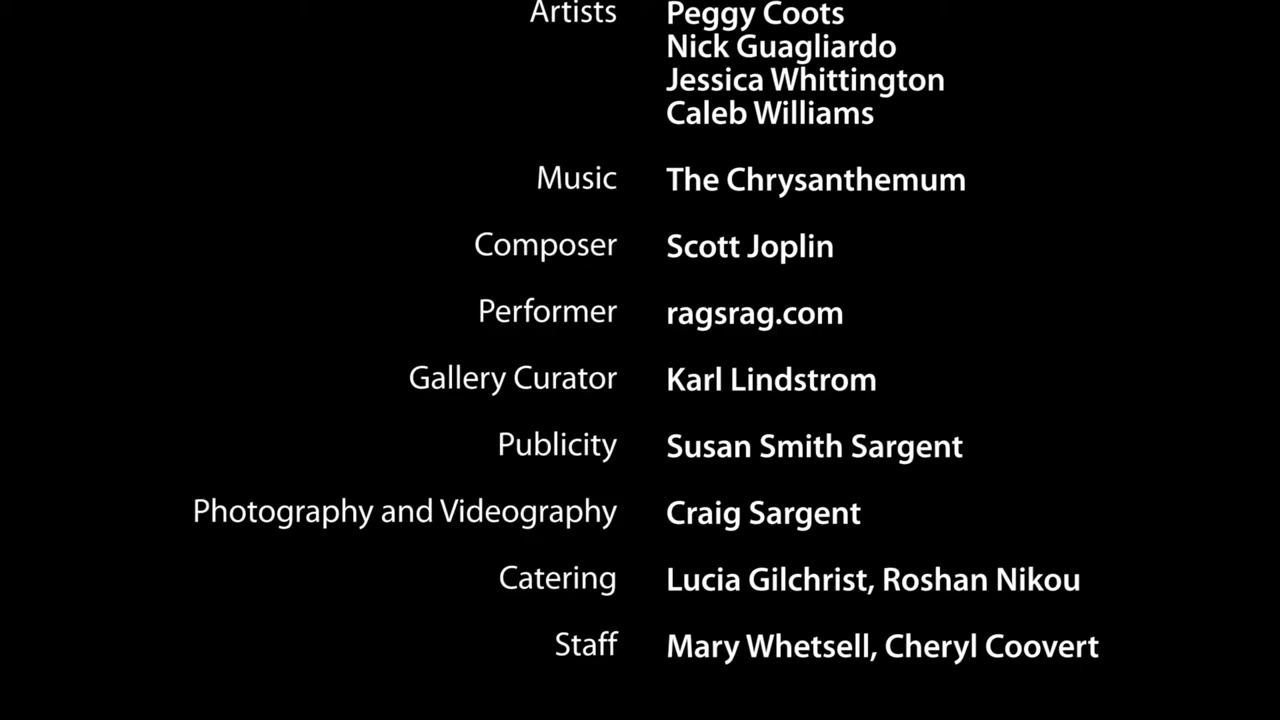 Artists Peggy Coots
Nick Guagliardo
Jessica Whittington
Caleb Williams
Music The Chrysanthemum
Composer Scott Joplin
Performer ragsrag.com
Gallery Curator Karl Lindstrom
Publicity Susan Smith Sargent
Photography and Videography Craig Sargent
Catering Lucia Gilchrist, Roshan Nikou
Staff Mary Whetsell, Cheryl Coovert